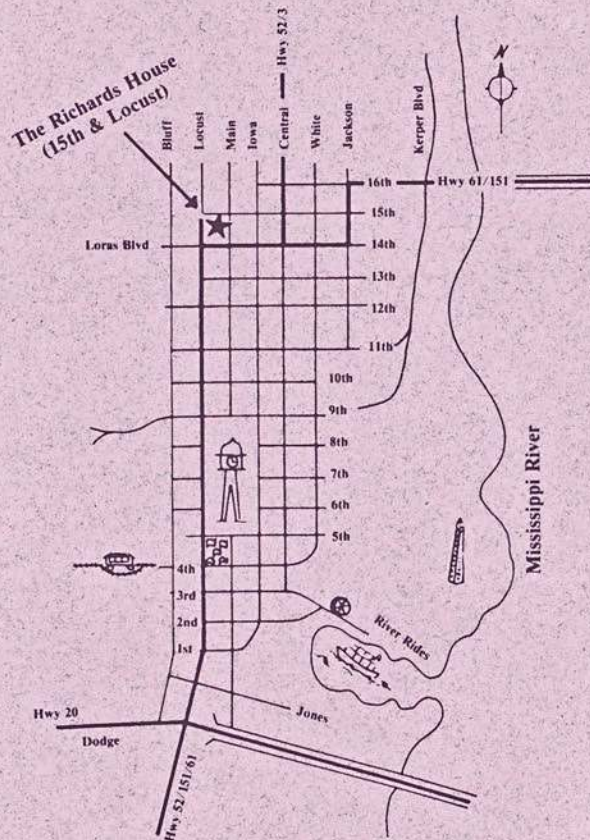 The Richards House
(15th & Locust)
N
Bluff
Locust
Main
Iowa
Central
Hwy 52/3
White
Jackson
Kerper Blvd
16th
Hwy 61/151
15th
Loras Blvd
14th
13th
12th
11th
10th
9th
8th
7th
6th
5th
4th
3rd
2nd
1st
River Rides
Mississippi River
Jones
Hwy 20
Dodge
Hwy 52/151/61